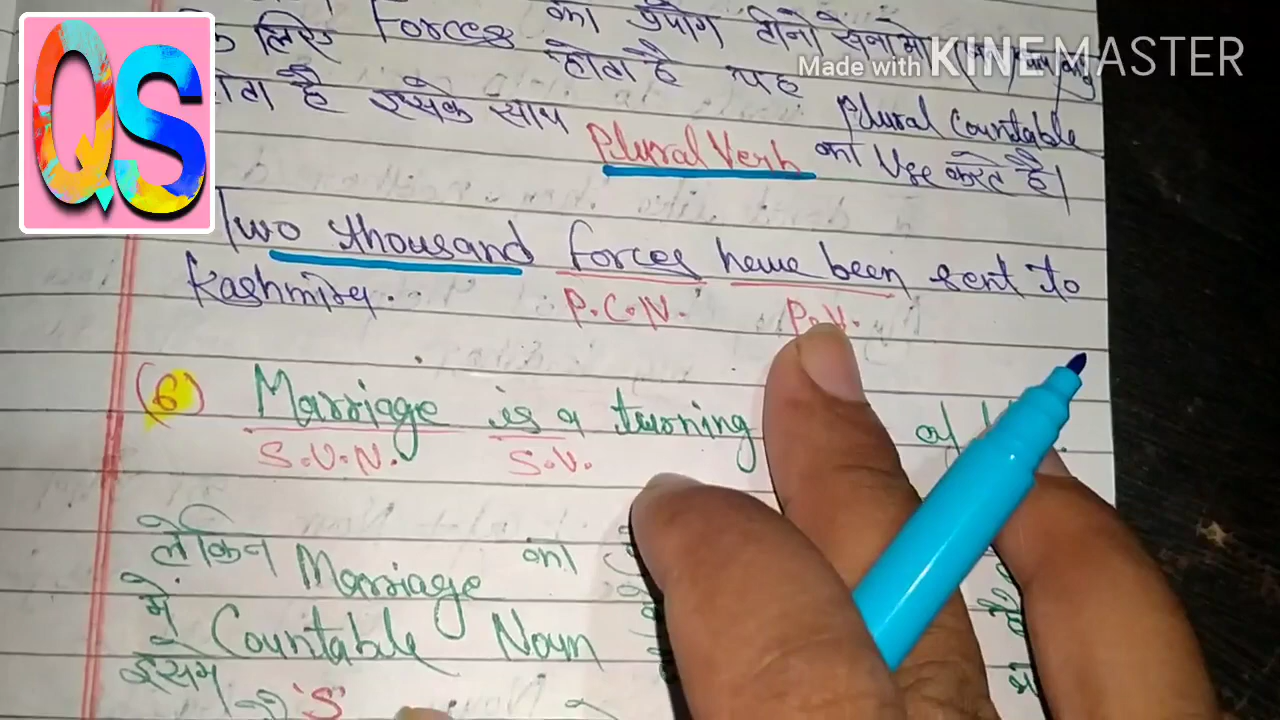 Forces का उपयोग तीनो सेनाओ
के लिए होता है यह Plural Countable
होता है इसके साथ Plural Verb का Use करते है।
Two thousand forces have been sent to
Kashmir.
P.C.N. P.V.
(6) Marriage is a turning of
S.U.N. S.V.
लेकिन Marriage का
मे Countable Noun
इसमे
'S'
QS
Made with KINEMASTER